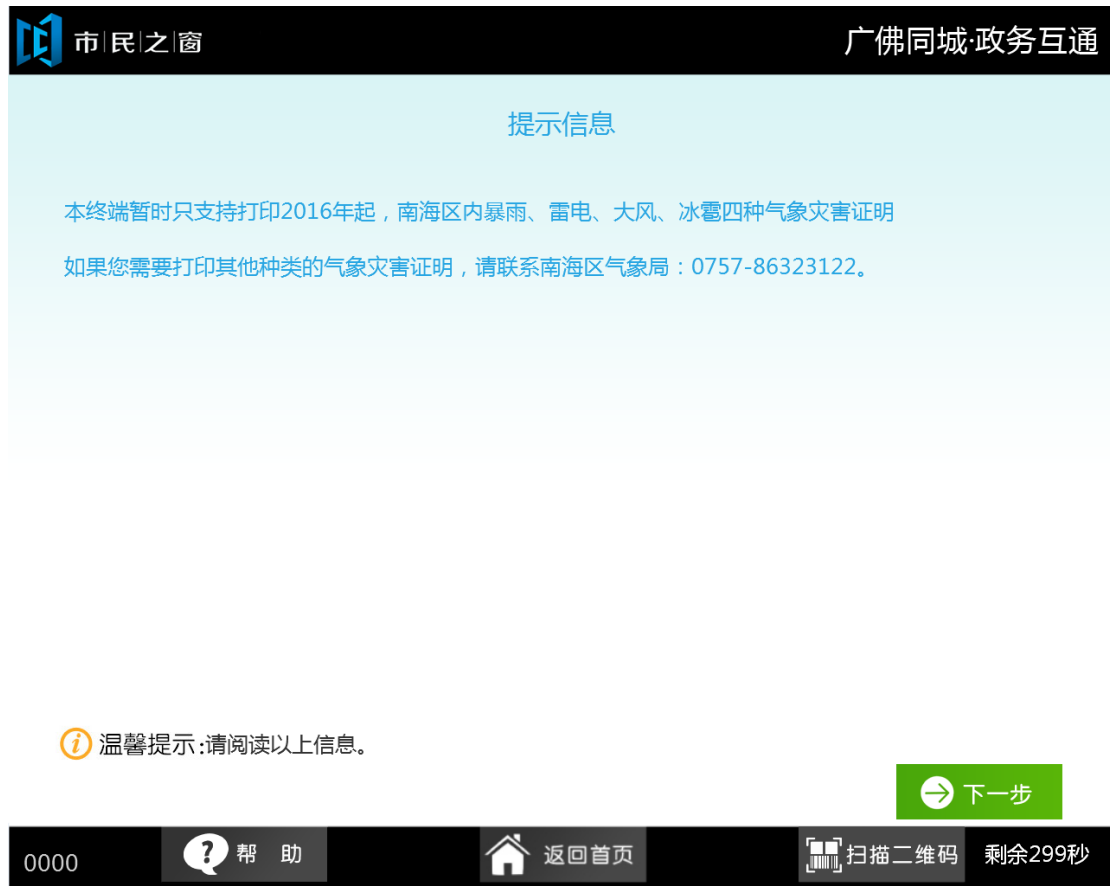 市民之窗
广佛同城·政务互通
提示信息
本终端暂时只支持打印2016年起，南海区内暴雨、雷电、大风、冰雹四种气象灾害证明
如果您需要打印其他种类的气象灾害证明，请联系南海区气象局：0757-86323122。
温馨提示:请阅读以上信息。
下一步
0000
帮 助
返回首页
扫描二维码
剩余299秒